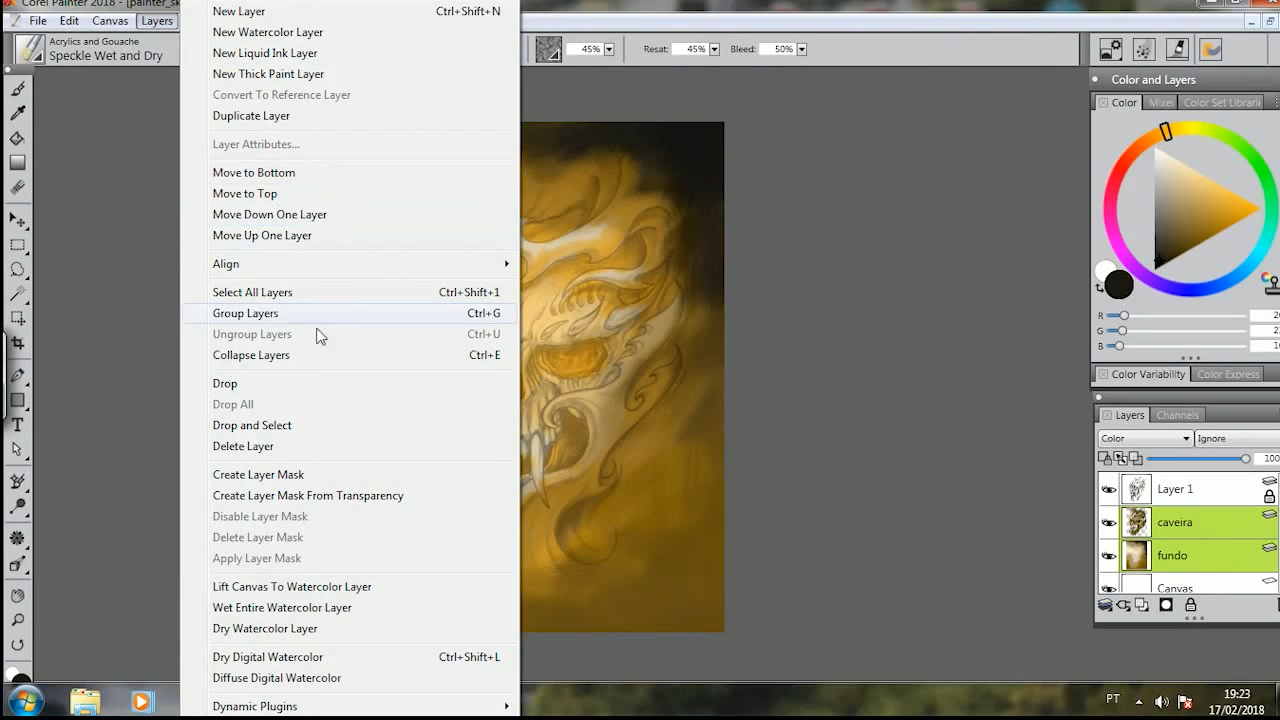 Corel Painter 2018 - [painter_sk
File Edit Canvas Layers
Acrylics and Gouache
Speckle Wet and Dry
45% Resat: 45% Bleed: 50%
New Layer Ctrl+Shift+N
New Watercolor Layer
New Liquid Ink Layer
New Thick Paint Layer
Convert To Reference Layer
Duplicate Layer
Layer Attributes...
Move to Bottom
Move to Top
Move Down One Layer
Move Up One Layer
Align
Select All Layers Ctrl+Shift+1
Group Layers Ctrl+G
Ungroup Layers Ctrl+U
Collapse Layers Ctrl+E
Drop
Drop All
Drop and Select
Delete Layer
Create Layer Mask
Create Layer Mask From Transparency
Disable Layer Mask
Delete Layer Mask
Apply Layer Mask
Lift Canvas To Watercolor Layer
Wet Entire Watercolor Layer
Dry Watercolor Layer
Dry Digital Watercolor Ctrl+Shift+L
Diffuse Digital Watercolor
Dynamic Plugins
Color and Layers
Color Mixer Color Set Librari
R
G
B
Color Variability Color Express
Layers Channels
Color Ignore
100
Layer 1
caveira
fundo
Canvas
PT
19:23
17/02/2018